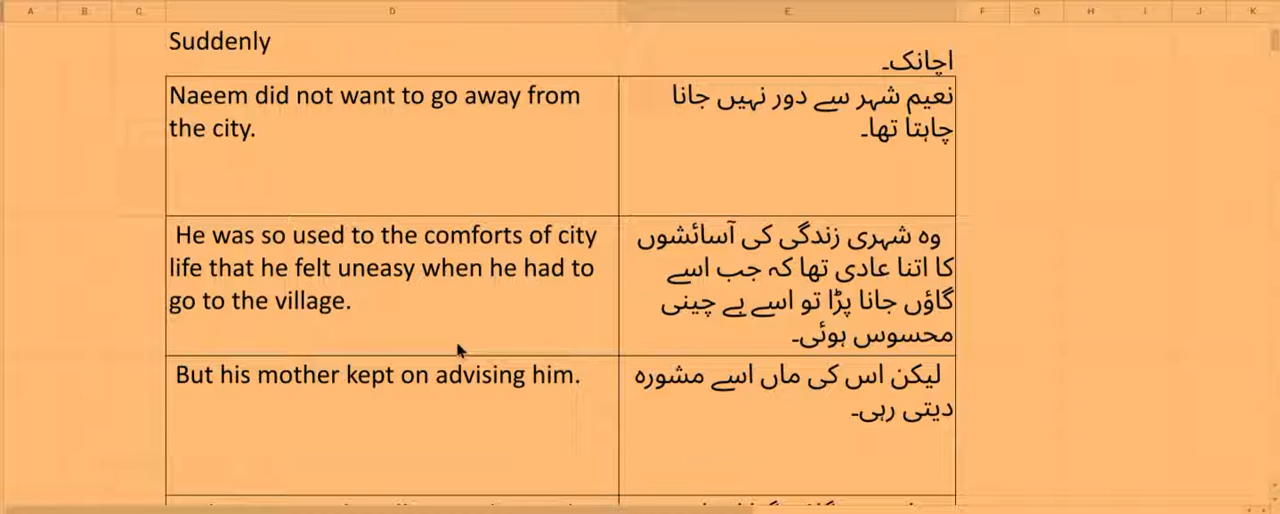 A B C D E F G H I J K
Suddenly
اچانک۔
Naeem did not want to go away from
the city.
نعیم شہر سے دور نہیں جانا
چاہتا تھا۔
He was so used to the comforts of city
life that he felt uneasy when he had to
go to the village.
وہ شہری زندگی کی آسائشوں
کا اتنا عادی تھا کہ جب اسے
گاؤں جانا پڑا تو اسے بے چینی
محسوس ہوئی۔
But his mother kept on advising him.
لیکن اس کی ماں اسے مشورہ
دیتی رہی۔